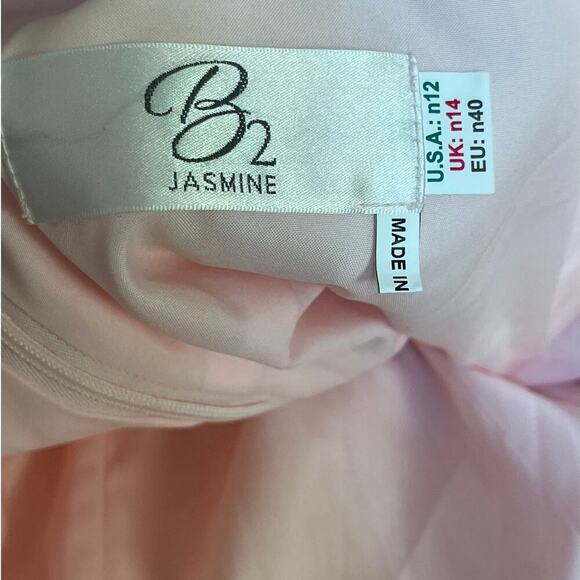 B2
JASMINE
U.S.A.: n12
UK: n14
EU: n40
MADE IN